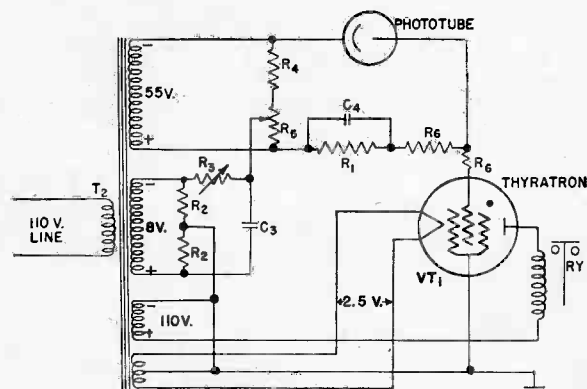 PHOTOTUBE
-
R4
55V.
C4
R5
R6
+
R1
R6
T2
-
R3
THYRATRON
110 V.
LINE
R2
8V.
C3
R2
RY
+
VT1
-
2.5 V.
110V.
+